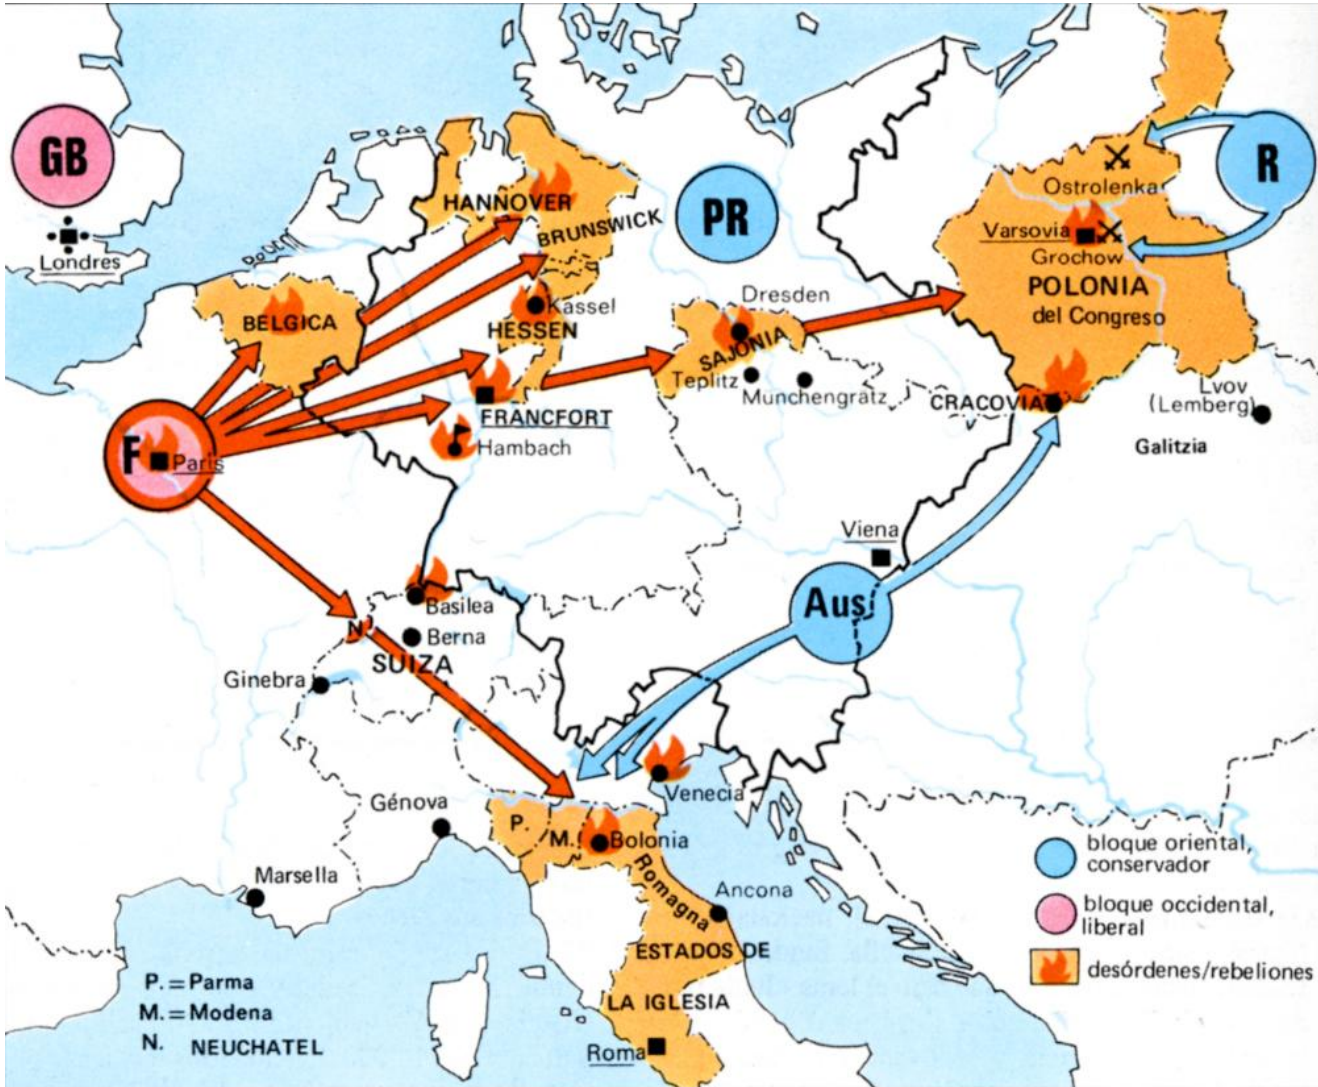 GB
Londres
PR
R
HANNOVER
BRUNSWICK
Ostrolenka
Varsovia
Grochow
POLONIA
del Congreso
BELGICA
Kassel
HESSEN
Dresden
SAJONIA
Teplitz
Münchengratz
CRACOVIA
Lvov
(Lemberg)
Galitzia
FRANCFORT
Hambach
F
Paris
Viena
Aus
Basilea
N
Berna
SUIZA
Ginebra
Venecia
Génova
P.
M.
Bolonia
Romagna
Marsella
Ancona
ESTADOS DE
LA IGLESIA
Roma
P. = Parma
M. = Modena
N. NEUCHATEL
bloque oriental,
conservador
bloque occidental,
liberal
desórdenes/rebeliones